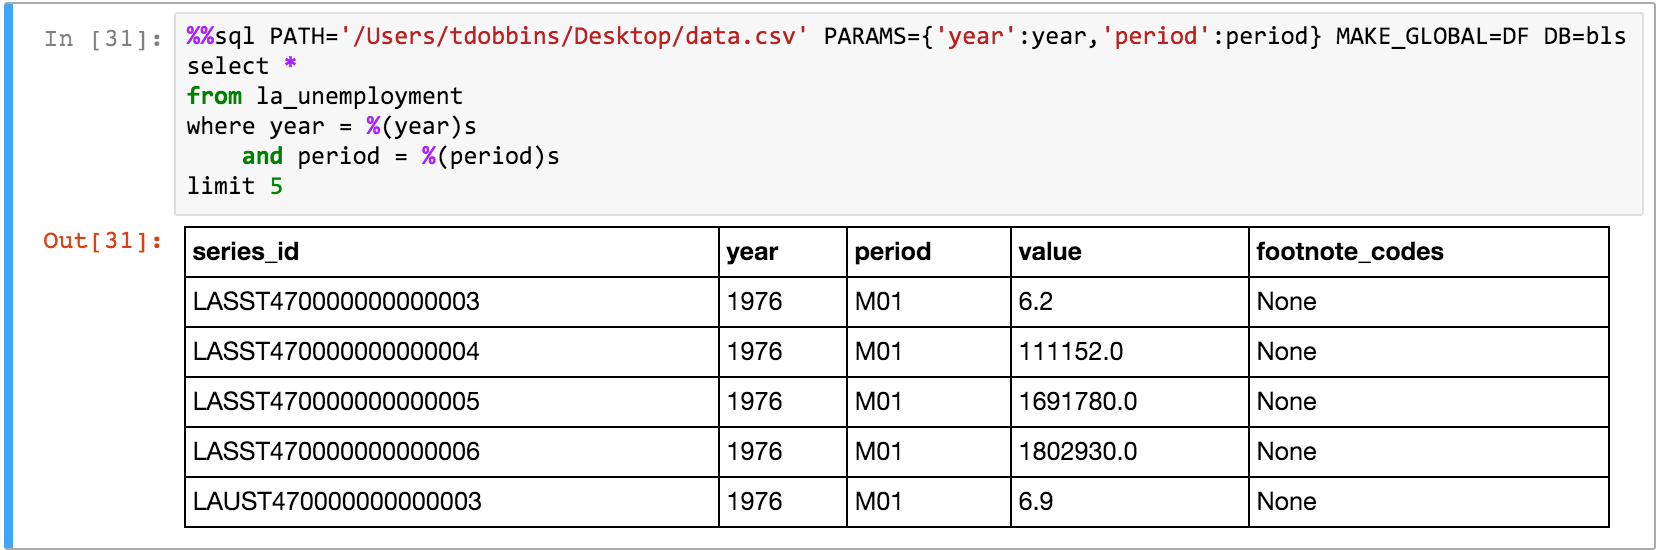 In [31]: %%sql PATH='/Users/tdobbins/Desktop/data.csv' PARAMS={'year':year,'period':period} MAKE_GLOBAL=DF DB=bls
select *
from la_unemployment
where year = %(year)s
    and period = %(period)s
limit 5
Out[31]:
series_id year period value footnote_codes
LASST470000000000003 1976 M01 6.2 None
LASST470000000000004 1976 M01 111152.0 None
LASST470000000000005 1976 M01 1691780.0 None
LASST470000000000006 1976 M01 1802930.0 None
LAUST470000000000003 1976 M01 6.9 None